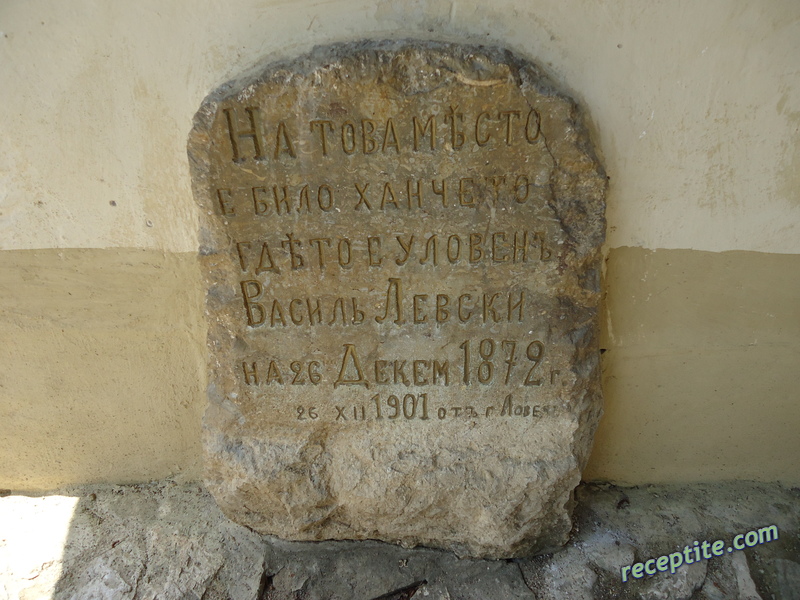 На това мѣсто
е било ханчето
гдѣто е уловенъ
Василь Левски
на 26 Декем 1872 г.
26 XII 1901 отъ г. Ловеч
receptite.com